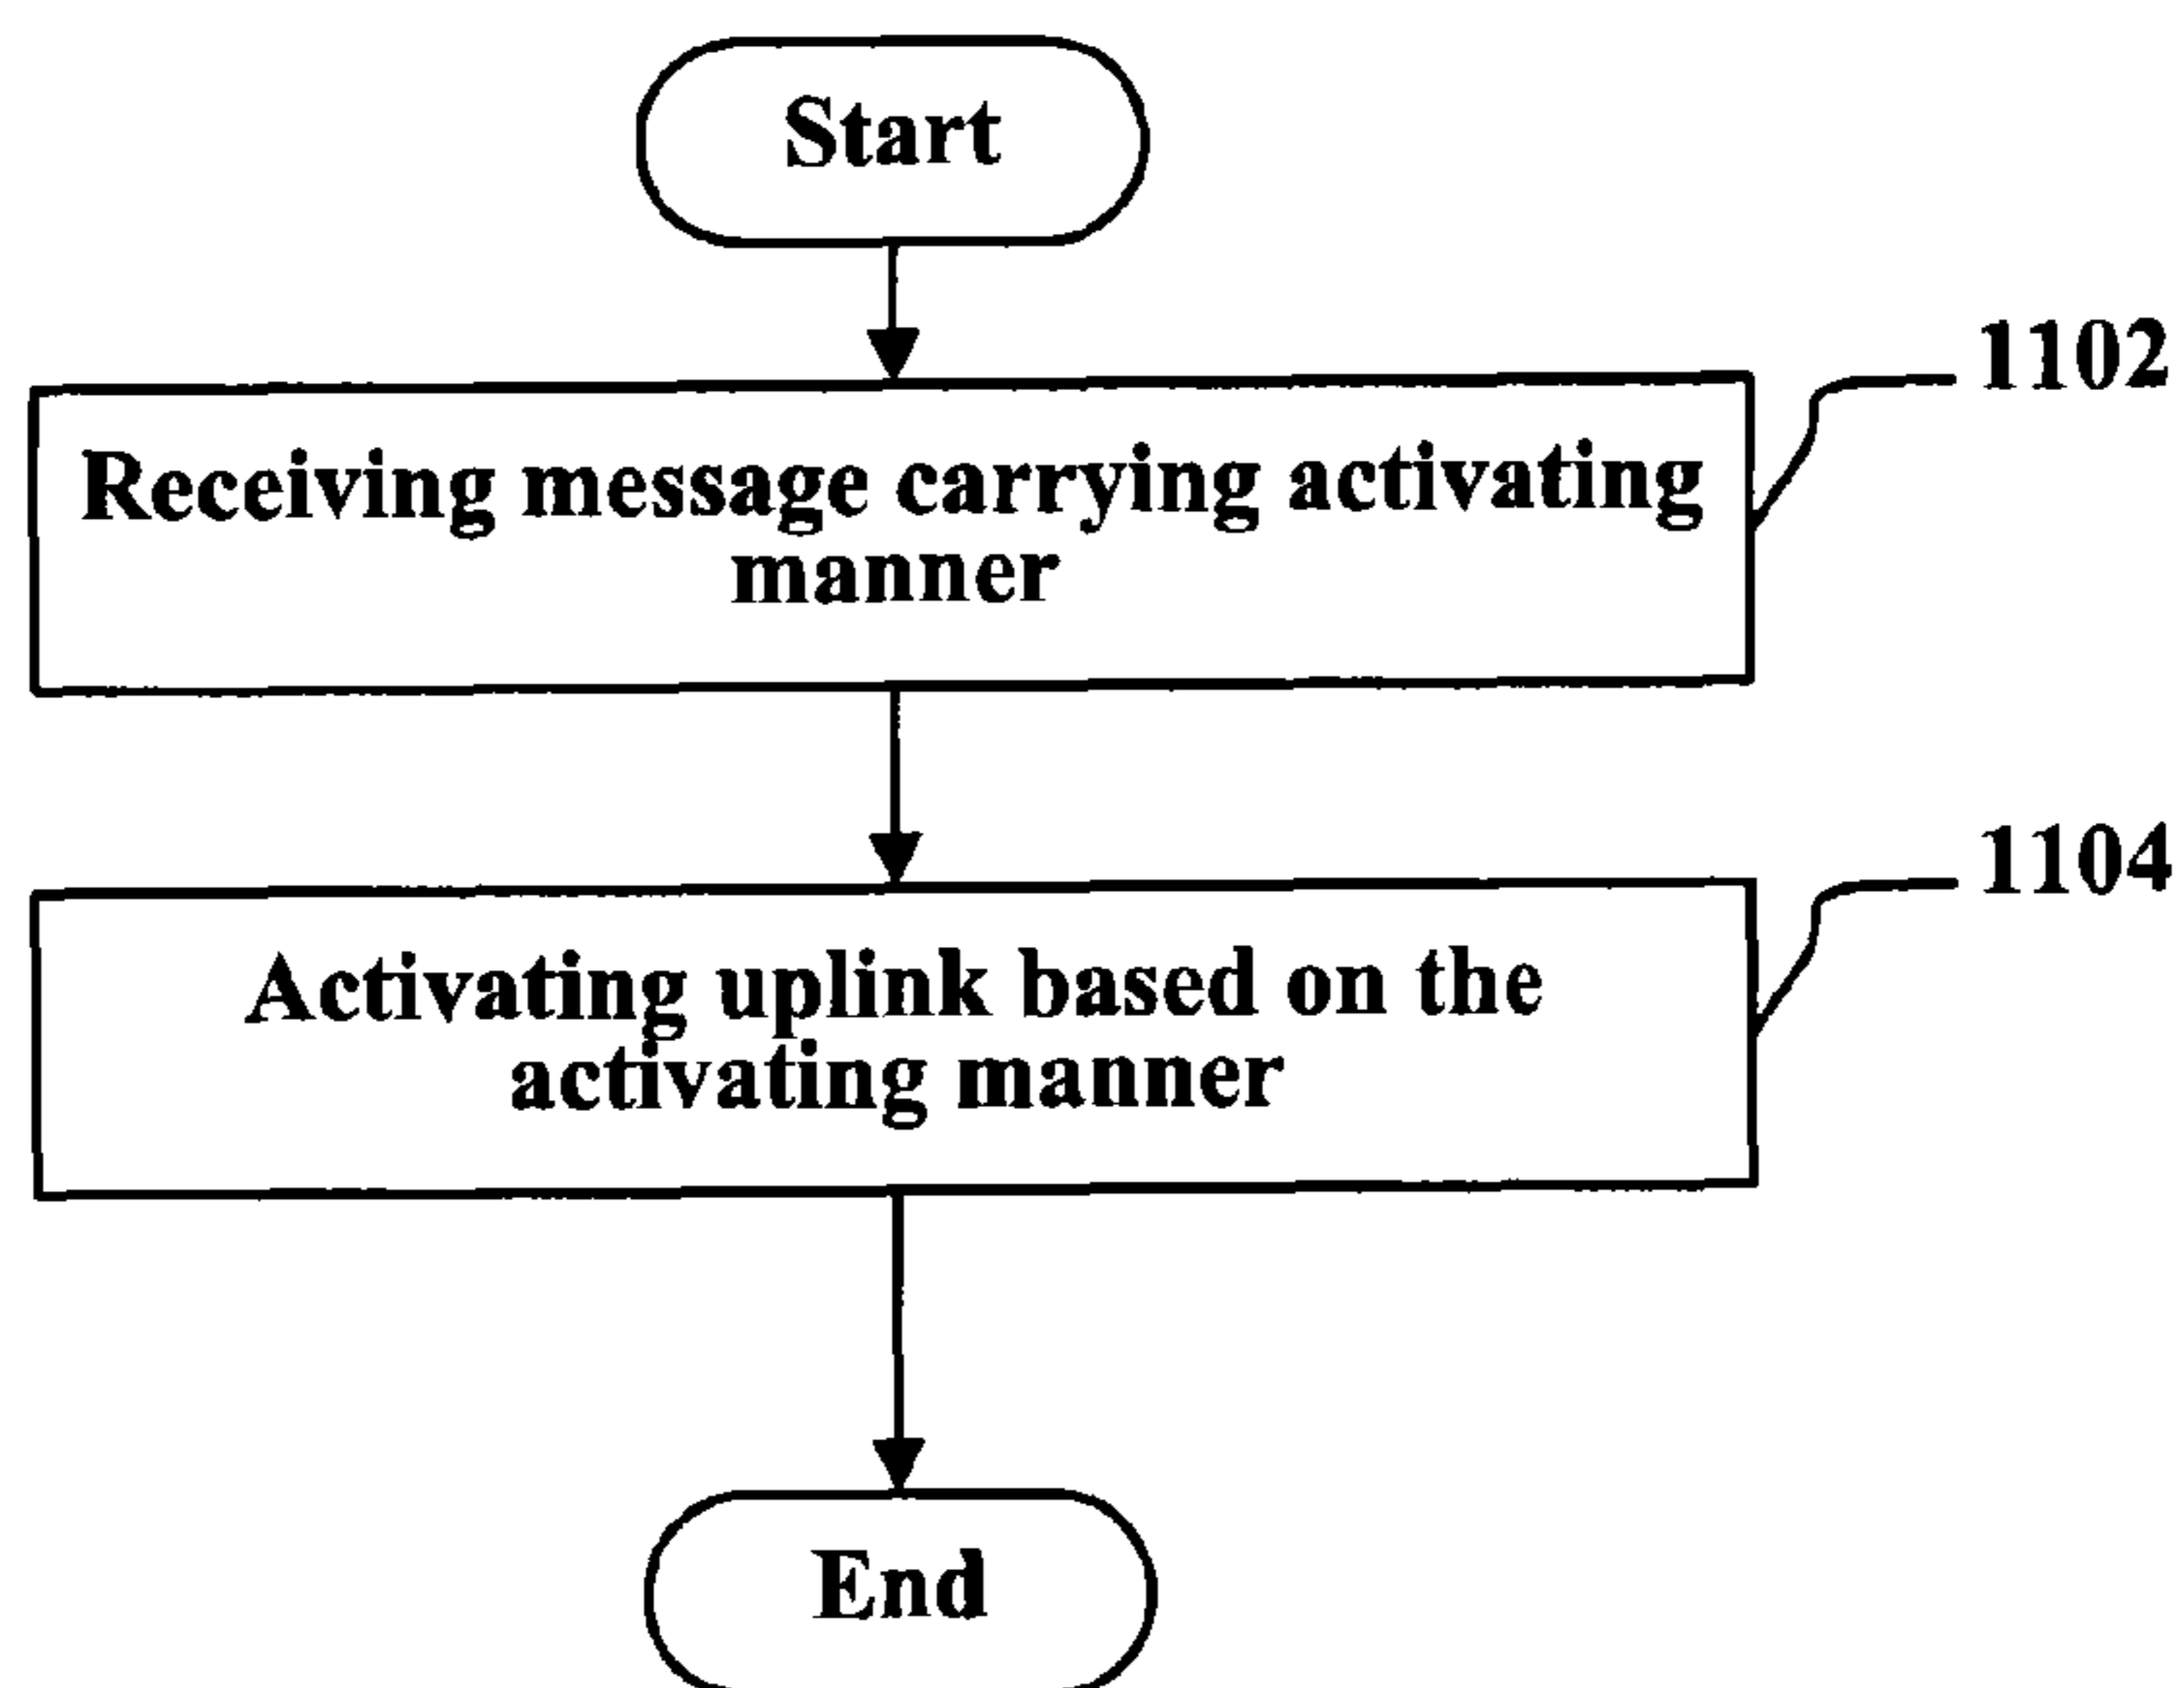 Start
1102
Receiving message carrying activating
manner
1104
Activating uplink based on the
activating manner
End